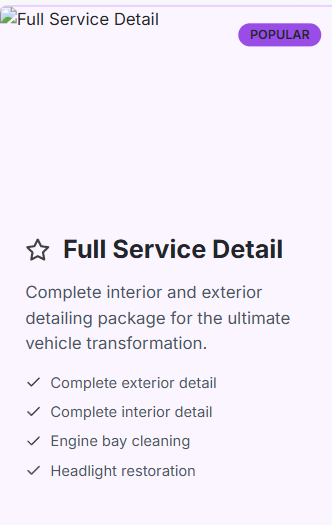 Full Service Detail
POPULAR
Full Service Detail
Complete interior and exterior
detailing package for the ultimate
vehicle transformation.
Complete exterior detail
Complete interior detail
Engine bay cleaning
Headlight restoration